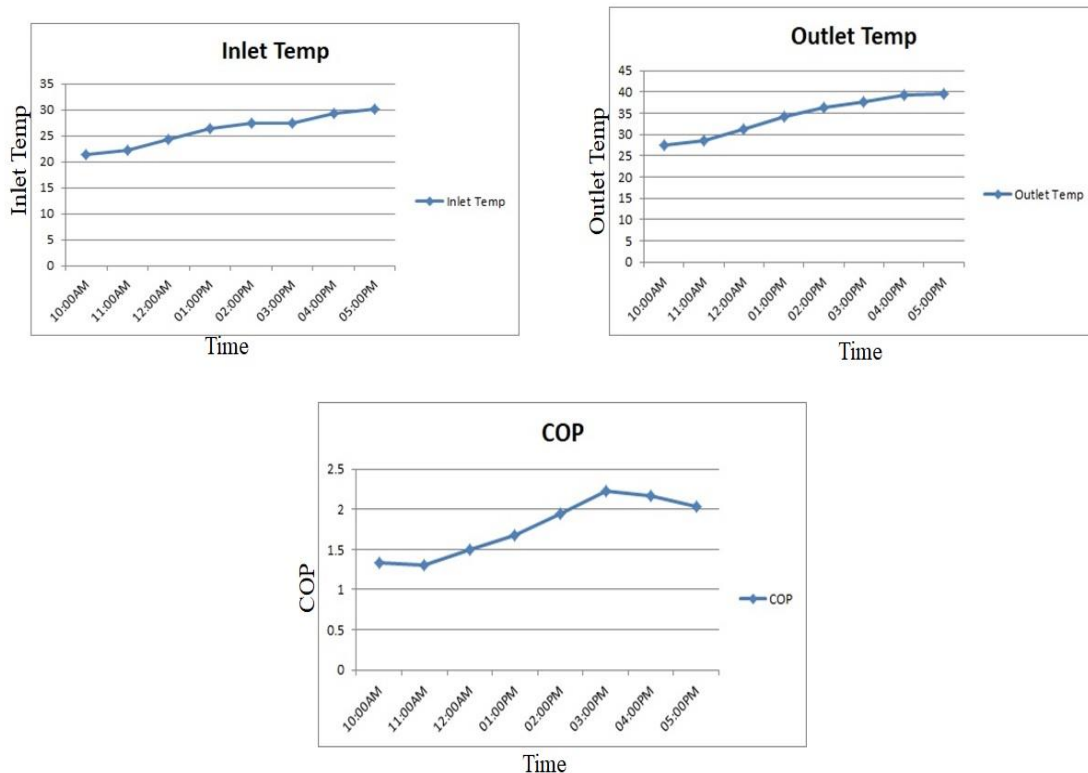 Inlet Temp
35
30
25
20
15
10
5
0
Inlet Temp
Inlet Temp
10:00AM
11:00AM
12:00AM
01:00PM
02:00PM
03:00PM
04:00PM
05:00PM
Time
Outlet Temp
45
40
35
30
25
20
15
10
5
0
Outlet Temp
Outlet Temp
10:00AM
11:00AM
12:00AM
01:00PM
02:00PM
03:00PM
04:00PM
05:00PM
Time
COP
2.5
2
1.5
1
0.5
0
COP
COP
10:00AM
11:00AM
12:00AM
01:00PM
02:00PM
03:00PM
04:00PM
05:00PM
Time